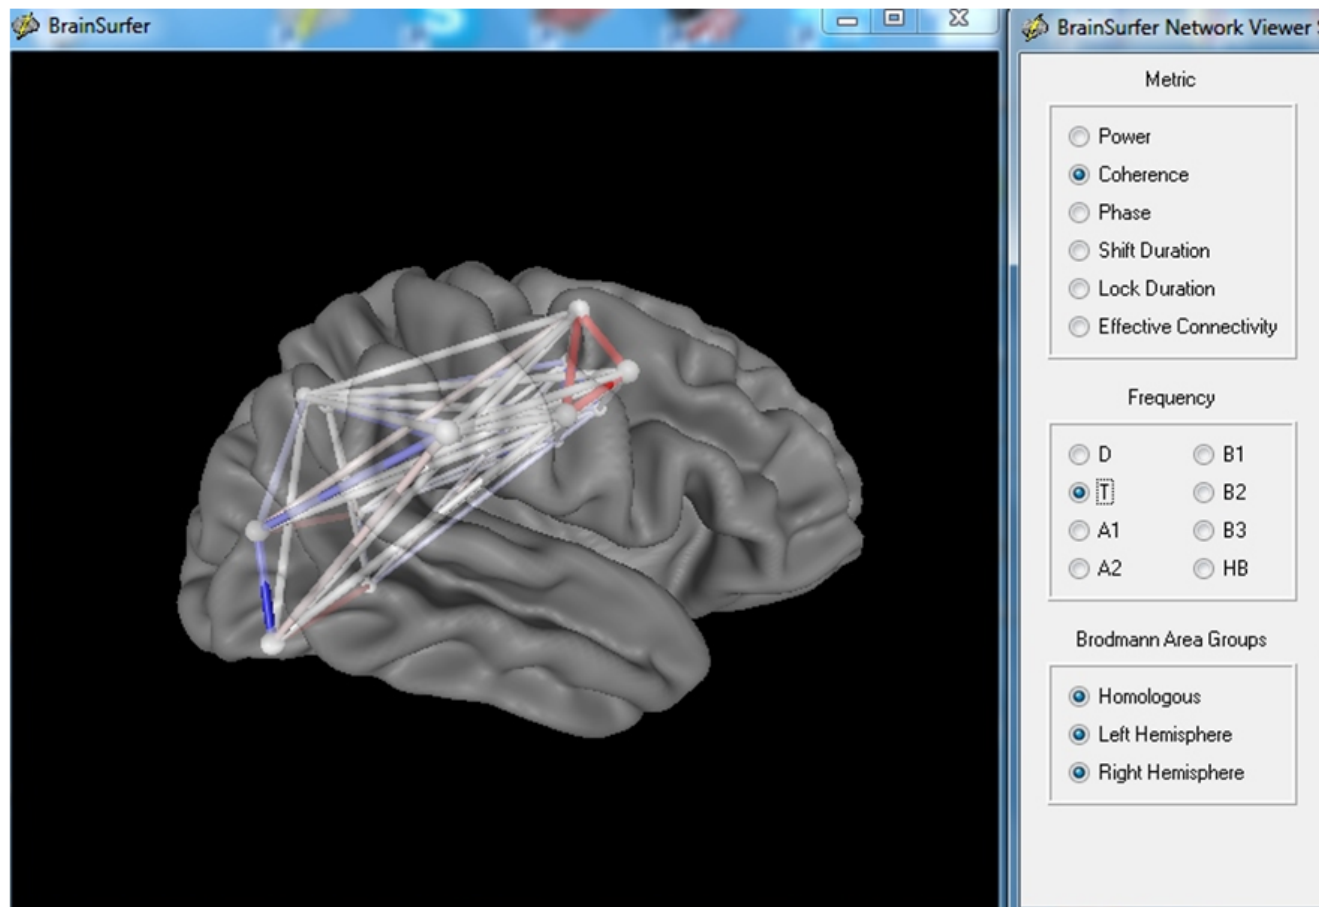 BrainSurfer
BrainSurfer Network Viewer
Metric
Power
Coherence
Phase
Shift Duration
Lock Duration
Effective Connectivity
Frequency
D B1
T B2
A1 B3
A2 HB
Brodmann Area Groups
Homologous
Left Hemisphere
Right Hemisphere